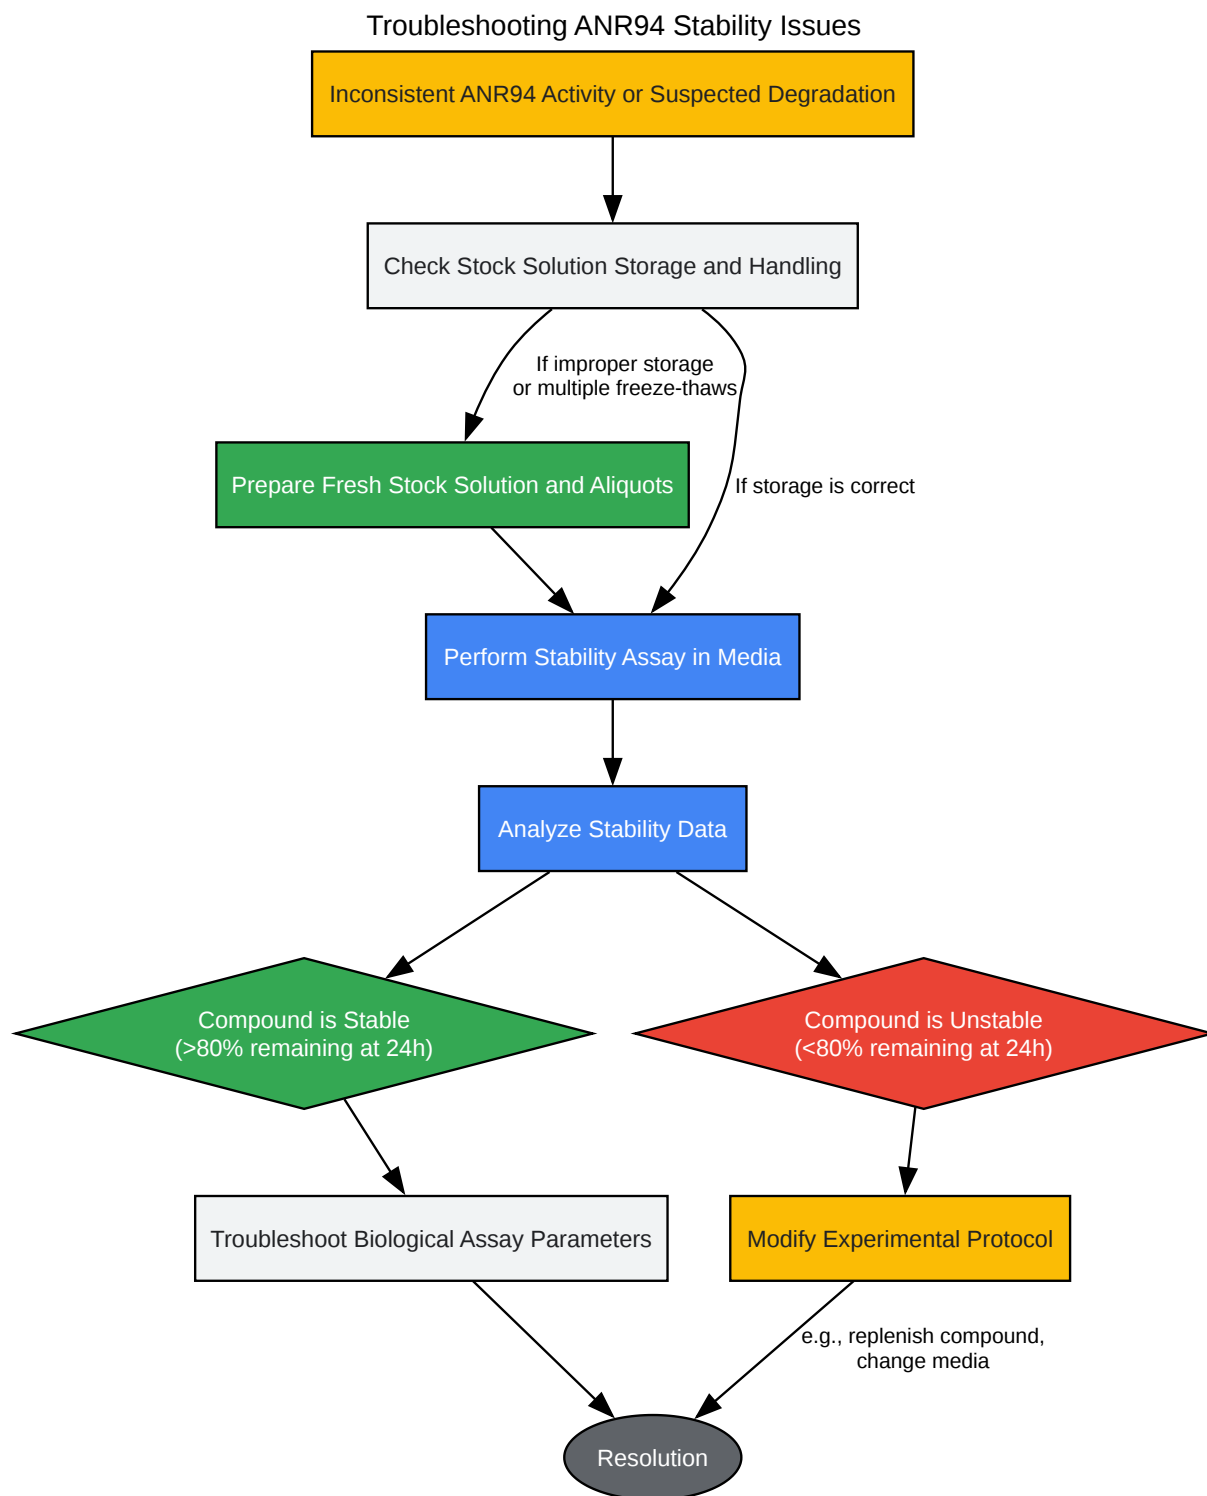 Troubleshooting ANR94 Stability Issues
Inconsistent ANR94 Activity or Suspected Degradation
Check Stock Solution Storage and Handling
If improper storage
or multiple freeze-thaws
Prepare Fresh Stock Solution and Aliquots
If storage is correct
Perform Stability Assay in Media
Analyze Stability Data
Compound is Stable
(>80% remaining at 24h)
Compound is Unstable
(<80% remaining at 24h)
Troubleshoot Biological Assay Parameters
Modify Experimental Protocol
e.g., replenish compound,
change media
Resolution